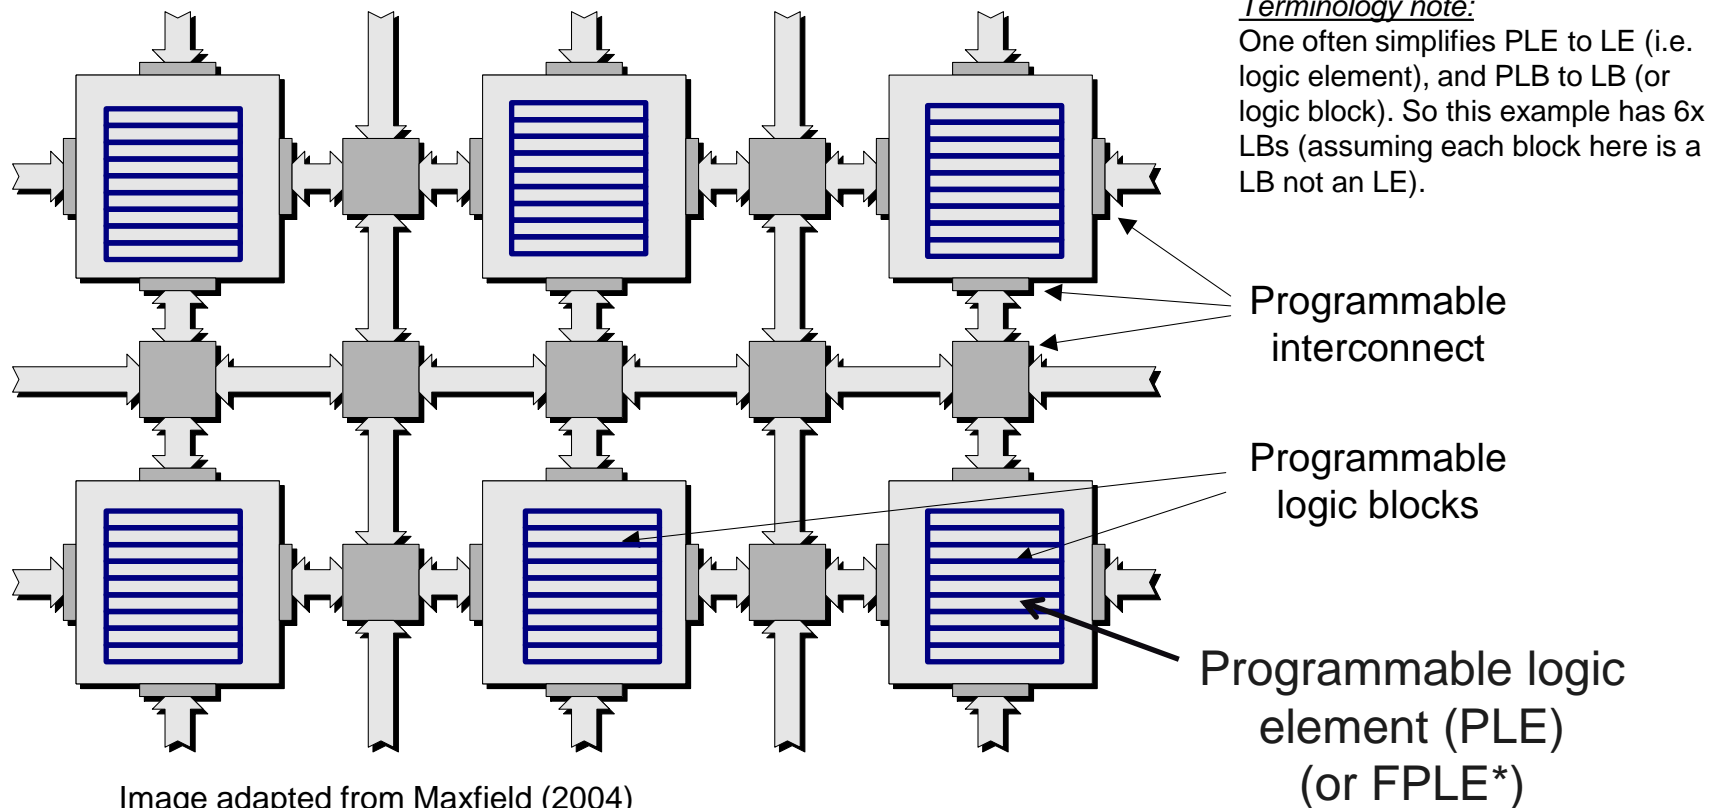 Terminology note:
One often simplifies PLE to LE (i.e.
logic element), and PLB to LB (or
logic block). So this example has 6x
LBs (assuming each block here is a
LB not an LE).
Programmable
interconnect
Programmable
logic blocks
Programmable logic
element (PLE)
(or FPLE*)
Image adapted from Maxfield (2004)